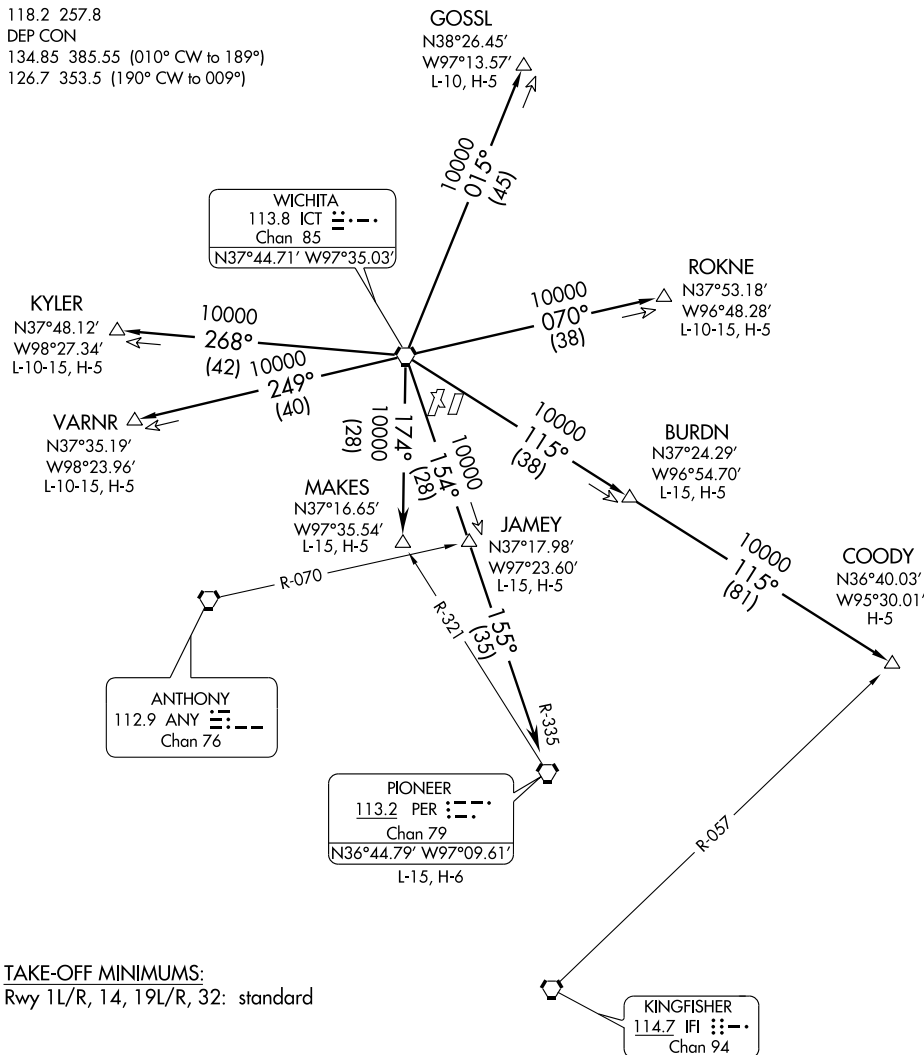 118.2 257.8
DEP CON
134.85 385.55 (010° CW to 189°)
126.7 353.5 (190° CW to 009°)
GOSSL
N38°26.45′
W97°13.57′
L-10, H-5
10000
015°
(45)
WICHITA
113.8 ICT
Chan 85
N37°44.71′ W97°35.03′
ROKNE
N37°53.18′
W96°48.28′
L-10-15, H-5
10000
070°
(38)
KYLER
N37°48.12′
W98°27.34′
L-10-15, H-5
10000
268°
(42)
10000
249°
(40)
VARNR
N37°35.19′
W98°23.96′
L-10-15, H-5
174°
10000
(28)
10000
154°
(28)
10000
115°
(38)
BURDN
N37°24.29′
W96°54.70′
L-15, H-5
MAKES
N37°16.65′
W97°35.54′
L-15, H-5
JAMEY
N37°17.98′
W97°23.60′
L-15, H-5
10000
115°
(81)
COODY
N36°40.03′
W95°30.01′
H-5
R-070
R-321
155°
(35)
R-335
ANTHONY
112.9 ANY
Chan 76
PIONEER
113.2 PER
Chan 79
N36°44.79′ W97°09.61′
L-15, H-6
R-057
TAKE-OFF MINIMUMS:
Rwy 1L/R, 14, 19L/R, 32: standard
KINGFISHER
114.7 IFI
Chan 94